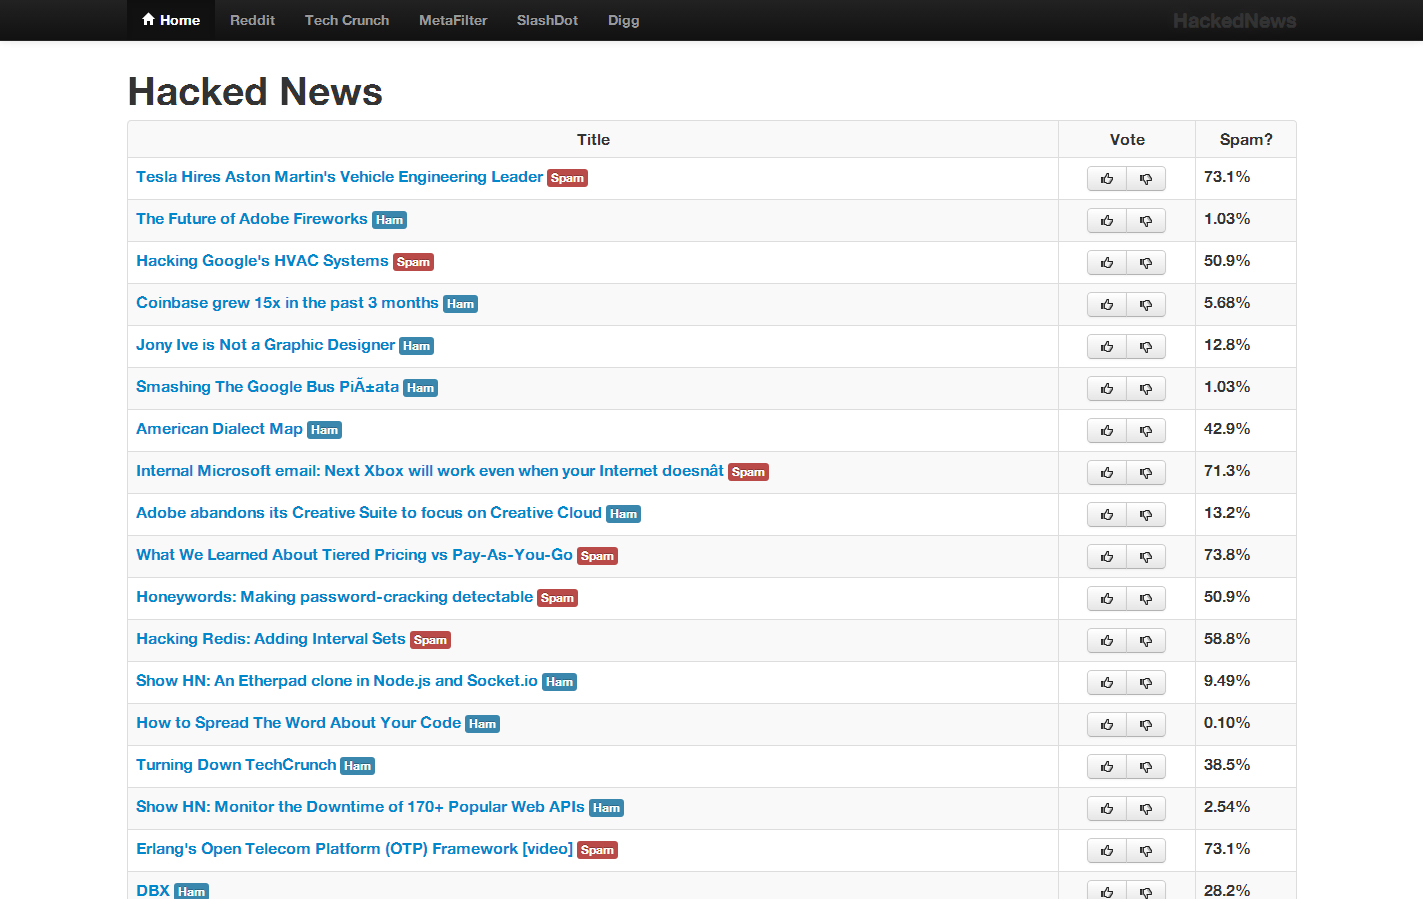 Home Reddit Tech Crunch MetaFilter SlashDot Digg HackedNews
Hacked News
Title Vote Spam?
Tesla Hires Aston Martin's Vehicle Engineering Leader Spam 73.1%
The Future of Adobe Fireworks Ham 1.03%
Hacking Google's HVAC Systems Spam 50.9%
Coinbase grew 15x in the past 3 months Ham 5.68%
Jony Ive is Not a Graphic Designer Ham 12.8%
Smashing The Google Bus PiÃ±ata Ham 1.03%
American Dialect Map Ham 42.9%
Internal Microsoft email: Next Xbox will work even when your Internet doesnât Spam 71.3%
Adobe abandons its Creative Suite to focus on Creative Cloud Ham 13.2%
What We Learned About Tiered Pricing vs Pay-As-You-Go Spam 73.8%
Honeywords: Making password-cracking detectable Spam 50.9%
Hacking Redis: Adding Interval Sets Spam 58.8%
Show HN: An Etherpad clone in Node.js and Socket.io Ham 9.49%
How to Spread The Word About Your Code Ham 0.10%
Turning Down TechCrunch Ham 38.5%
Show HN: Monitor the Downtime of 170+ Popular Web APIs Ham 2.54%
Erlang's Open Telecom Platform (OTP) Framework [video] Spam 73.1%
DBX Ham 28.2%